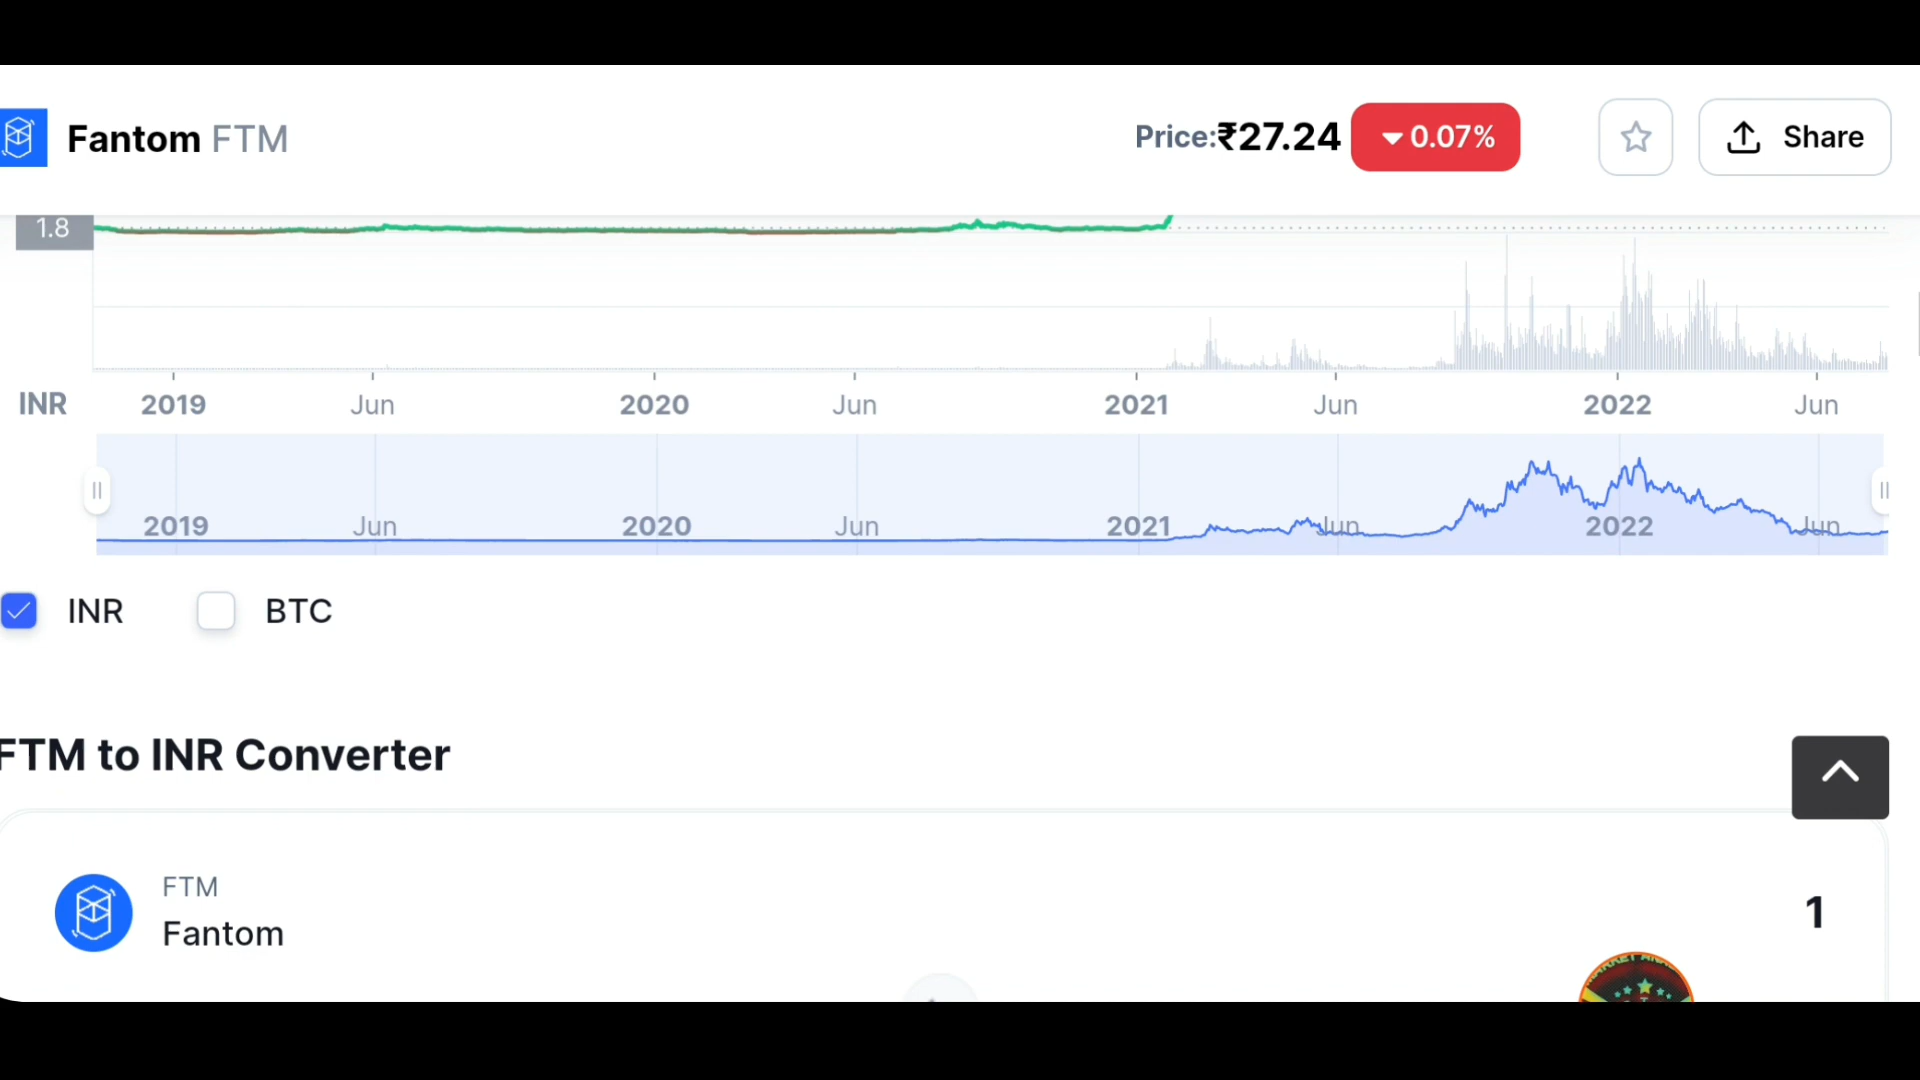 Fantom FTM
Price:₹27.24 0.07%
Share
1.8
INR 2019 Jun 2020 Jun 2021 Jun 2022 Jun
2019 Jun 2020 Jun 2021 Jun 2022 Jun
INR BTC
FTM to INR Converter
FTM
Fantom
1
MARKET